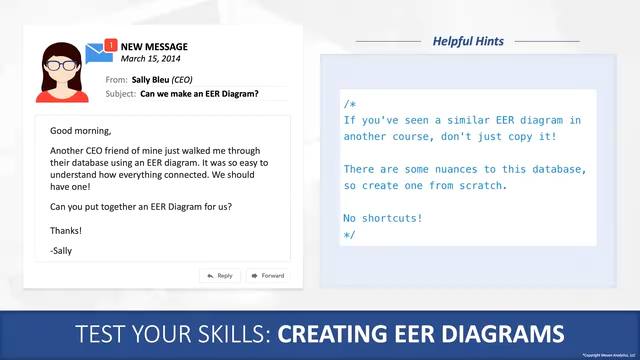 1
NEW MESSAGE
March 15, 2014
From: Sally Bleu (CEO)
Subject: Can we make an EER Diagram?
Good morning,
Another CEO friend of mine just walked me through
their database using an EER diagram. It was so easy to
understand how everything connected. We should
have one!
Can you put together an EER Diagram for us?
Thanks!
-Sally
Reply
Forward
Helpful Hints
/*
If you've seen a similar EER diagram in
another course, don't just copy it!
There are some nuances to this database,
so create one from scratch.
No shortcuts!
*/
TEST YOUR SKILLS: CREATING EER DIAGRAMS
*Copyright Maven Analytics, LLC